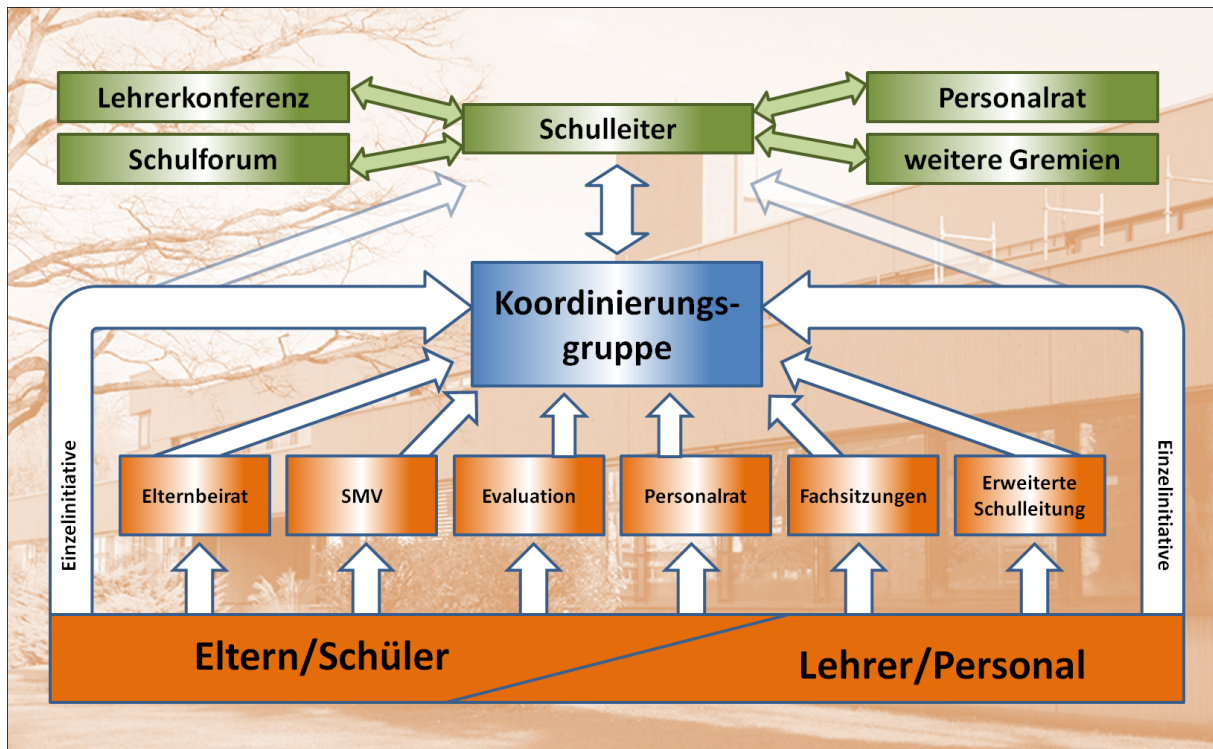 Lehrerkonferenz
Schulforum
Schulleiter
Personalrat
weitere Gremien
Koordinierungs-
gruppe
Einzelinitiative
Elternbeirat
SMV
Evaluation
Personalrat
Fachsitzungen
Erweiterte
Schulleitung
Einzelinitiative
Eltern/Schüler
Lehrer/Personal